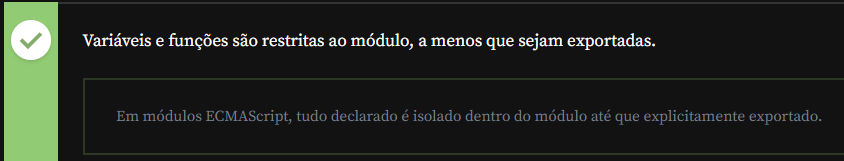 Variáveis e funções são restritas ao módulo, a menos que sejam exportadas.
Em módulos ECMAScript, tudo declarado é isolado dentro do módulo até que explicitamente exportado.